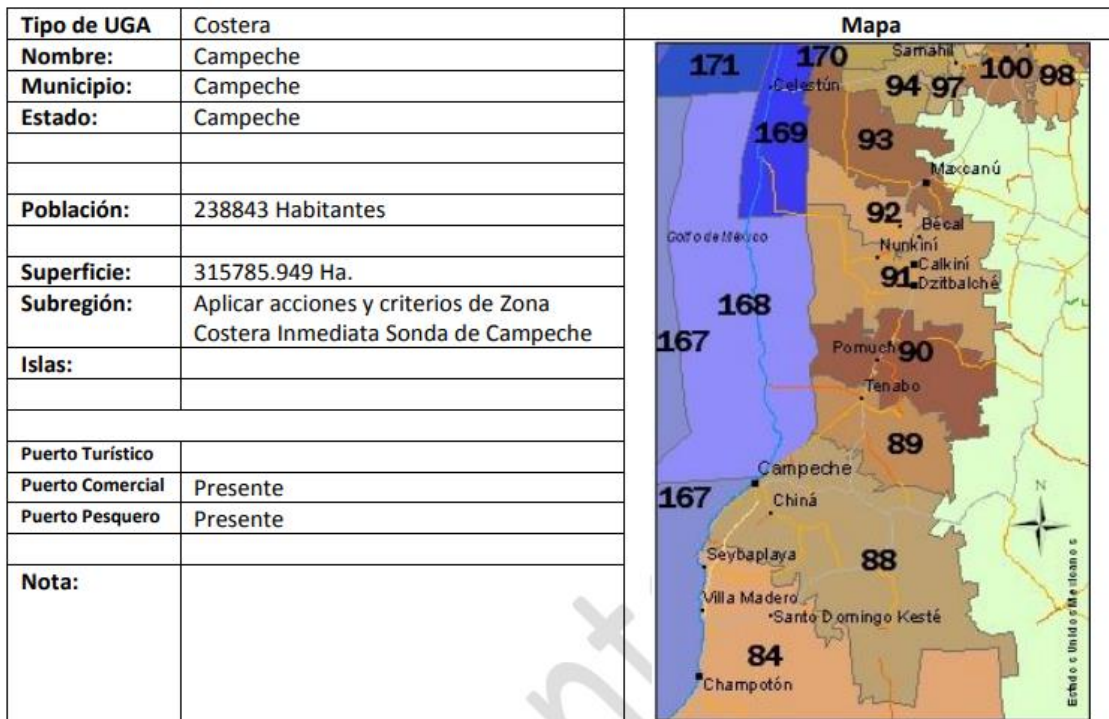 Tipo de UGA Costera Mapa
Nombre: Campeche
Municipio: Campeche
Estado: Campeche
Población: 238843 Habitantes
Superficie: 315785.949 Ha.
Subregión: Aplicar acciones y criterios de Zona
Costera Inmediata Sonda de Campeche
Islas:
Puerto Turístico
Puerto Comercial Presente
Puerto Pesquero Presente
Nota:
171 170 Samahil
94 97 100 98
Celestún
169 93
Maxcanú
92
Bécal
Golfo de México
Nunkiní
Calkiní
91 Dzitbalché
168
167 Pomuch 90
Tenabo
89
Campeche
167 N
Chiná
Seybaplaya 88
Villa Madero
Santo Domingo Kesté
84
Champotón
Estados Unidos Mexicanos